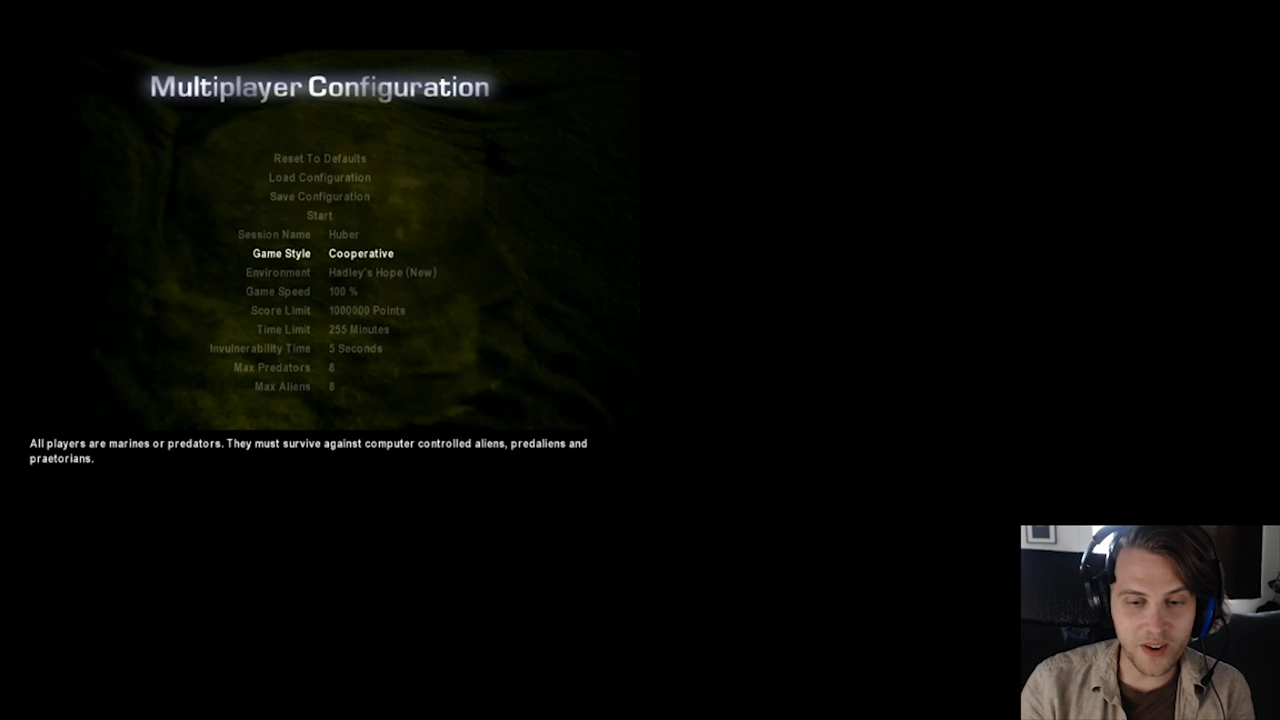 Multiplayer Configuration
Reset To Defaults
Load Configuration
Save Configuration
Start
Session Name Huber
Game Style Cooperative
Environment Hadley's Hope (New)
Game Speed 100 %
Score Limit 1000000 Points
Time Limit 255 Minutes
Invulnerability Time 5 Seconds
Max Predators 8
Max Aliens 8
All players are marines or predators. They must survive against computer controlled aliens, predaliens and
praetorians.